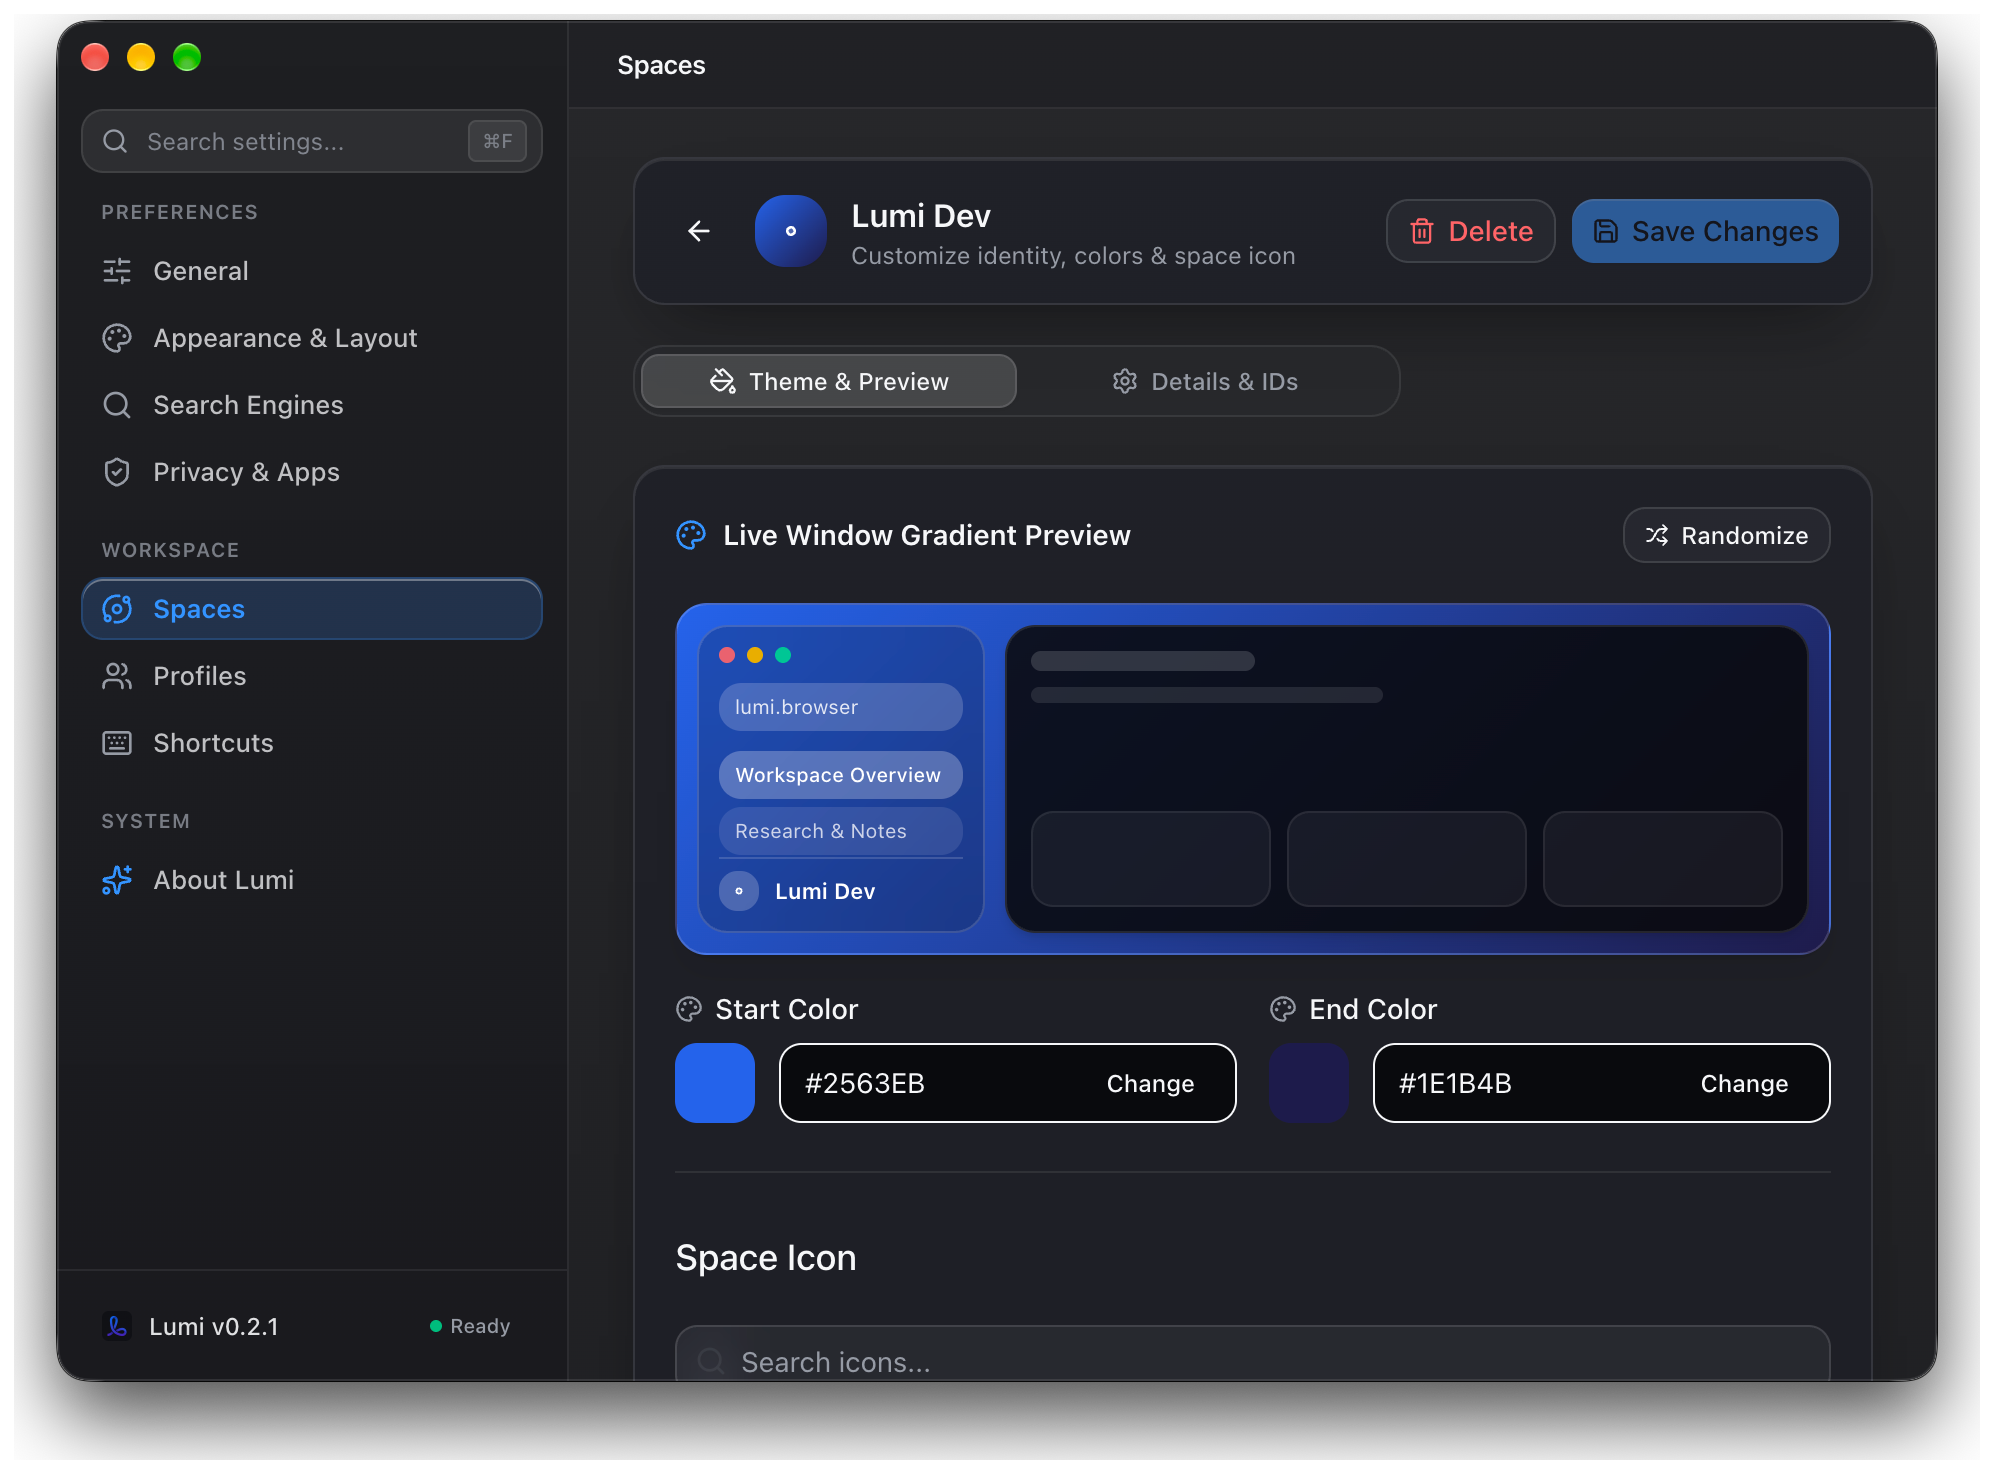 Search settings...
⌘F
PREFERENCES
General
Appearance & Layout
Search Engines
Privacy & Apps
WORKSPACE
Spaces
Profiles
Shortcuts
SYSTEM
About Lumi
Lumi v0.2.1
Ready
Spaces
Lumi Dev
Customize identity, colors & space icon
Delete
Save Changes
Theme & Preview
Details & IDs
Live Window Gradient Preview
Randomize
lumi.browser
Workspace Overview
Research & Notes
Lumi Dev
Start Color
#2563EB
Change
End Color
#1E1B4B
Change
Space Icon
Search icons...